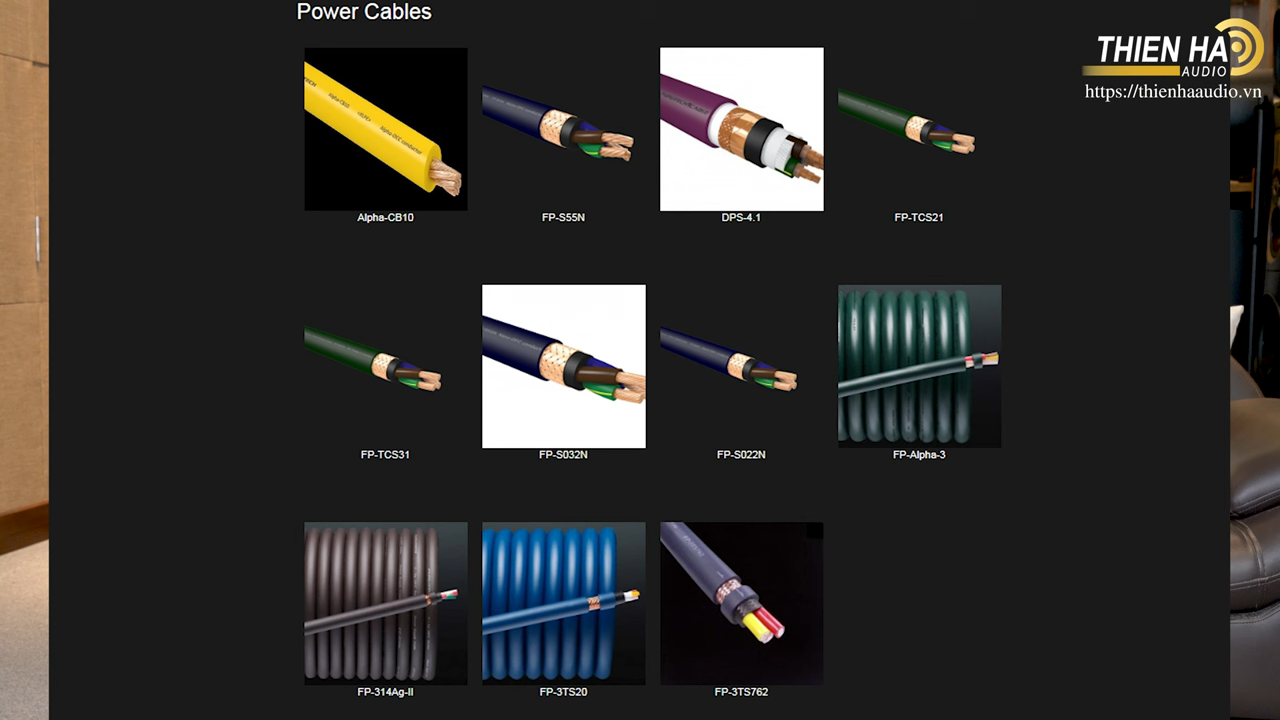 Power Cables
THIEN HA
AUDIO
https://thienhaaudio.vn
Alpha-CB10
FP-S55N
DPS-4.1
FP-TCS21
FP-TCS31
FP-S032N
FP-S022N
FP-Alpha-3
FP-314Ag-II
FP-3TS20
FP-3TS762